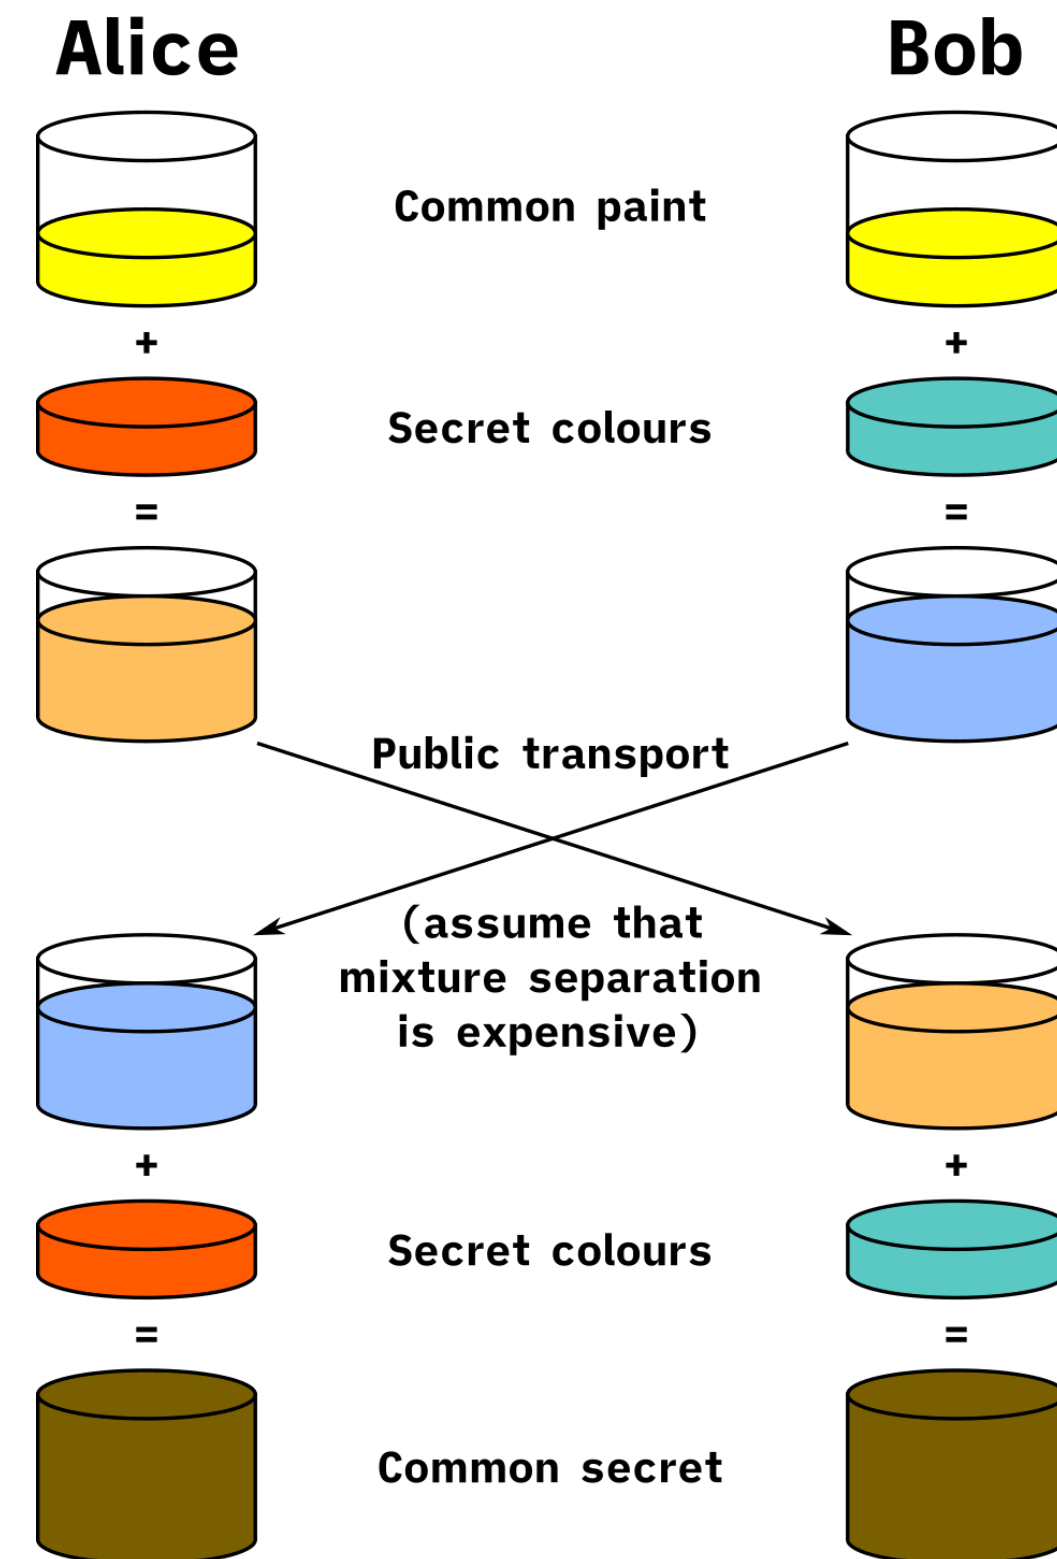 Alice
Bob
Common paint
+
+
Secret colours
=
=
Public transport
(assume that
mixture separation
is expensive)
+
+
Secret colours
=
=
Common secret